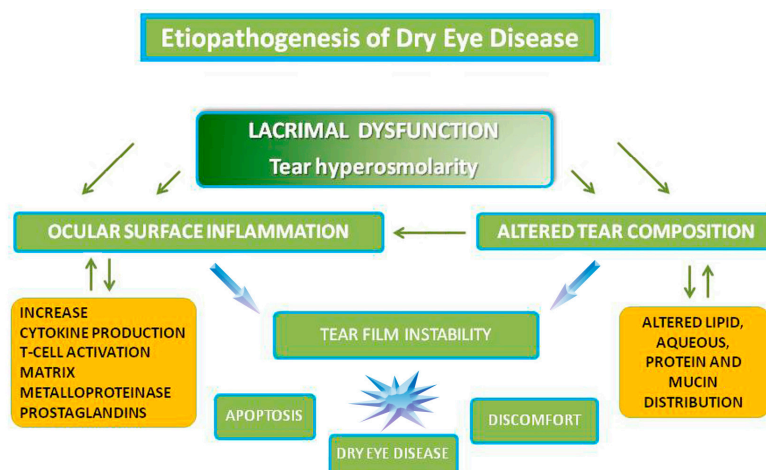 Etiopathogenesis of Dry Eye Disease
LACRIMAL DYSFUNCTION
Tear hyperosmolarity
OCULAR SURFACE INFLAMMATION
ALTERED TEAR COMPOSITION
INCREASE
CYTOKINE PRODUCTION
T-CELL ACTIVATION
MATRIX
METALLOPROTEINASE
PROSTAGLANDINS
TEAR FILM INSTABILITY
ALTERED LIPID,
AQUEOUS,
PROTEIN AND
MUCIN
DISTRIBUTION
APOPTOSIS
DISCOMFORT
DRY EYE DISEASE